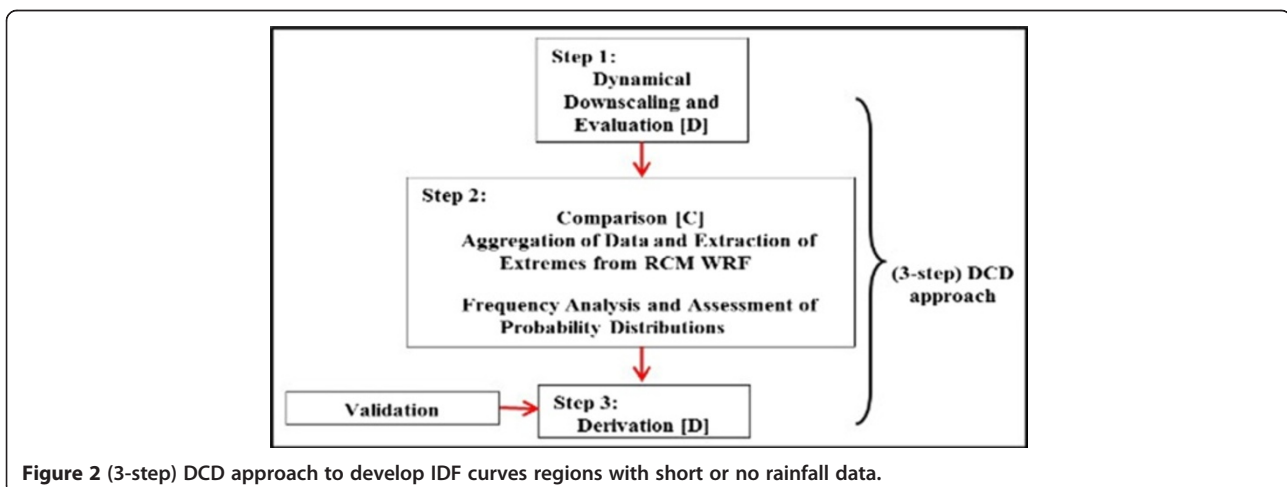 Step 1:
Dynamical
Downscaling and
Evaluation [D]
Step 2:
Comparison [C]
Aggregation of Data and Extraction of
Extremes from RCM WRF
Frequency Analysis and Assessment of
Probability Distributions
(3-step) DCD
approach
Validation
Step 3:
Derivation [D]
Figure 2 (3-step) DCD approach to develop IDF curves regions with short or no rainfall data.